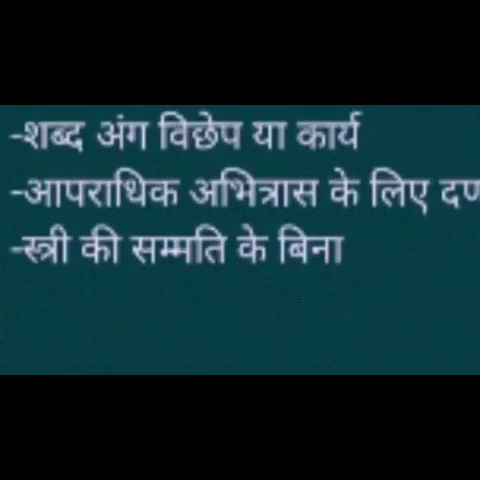 -शब्द अंग विछेप या कार्य
-आपराधिक अभित्रास के लिए दण
-स्त्री की सम्मति के बिना